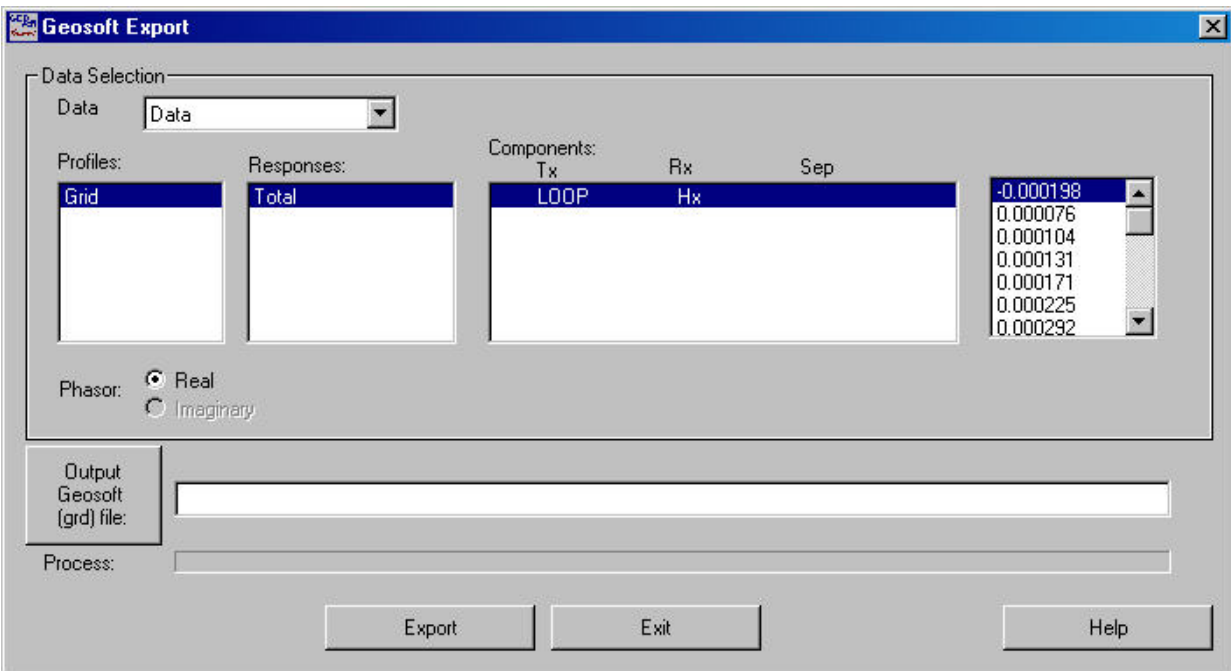 Geosoft Export
Data Selection
Data
Data
Profiles:
Responses:
Components:
Tx Rx Sep
Grid
Total
LOOP Hx
-0.000198
0.000076
0.000104
0.000131
0.000171
0.000225
0.000292
Phasor:
Real
Imaginary
Output
Geosoft
(grd) file:
Process:
Export
Exit
Help